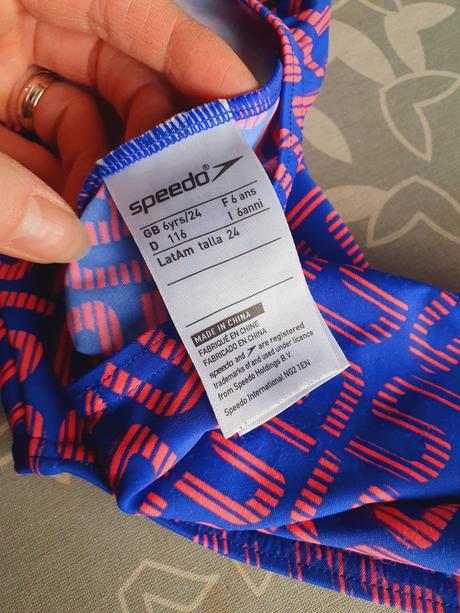 speedo®
GB 6yrs/24 F 6 ans
D 116 I 6anni
LatAm talla 24
MADE IN CHINA
FABRIQUÉ EN CHINE
FABRICADO EN CHINA
speedo and are registered
trademarks of and used under licence
from Speedo Holdings B.V.
Speedo International NG2 1EN